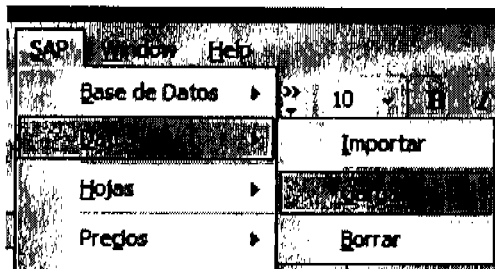 SAP Window Help
Base de Datos
10
Importar
Hojas
Precios
Borrar